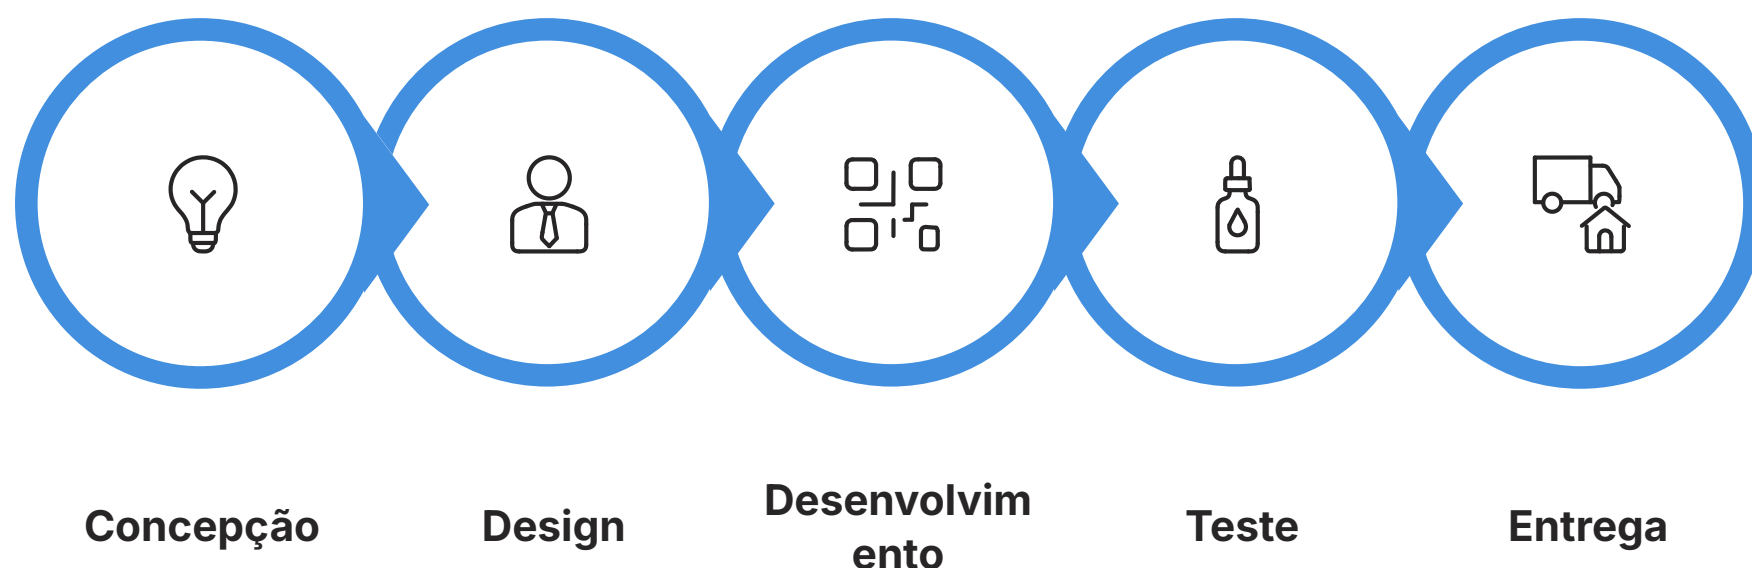 Concepção
Design
Desenvolvim
ento
Teste
Entrega